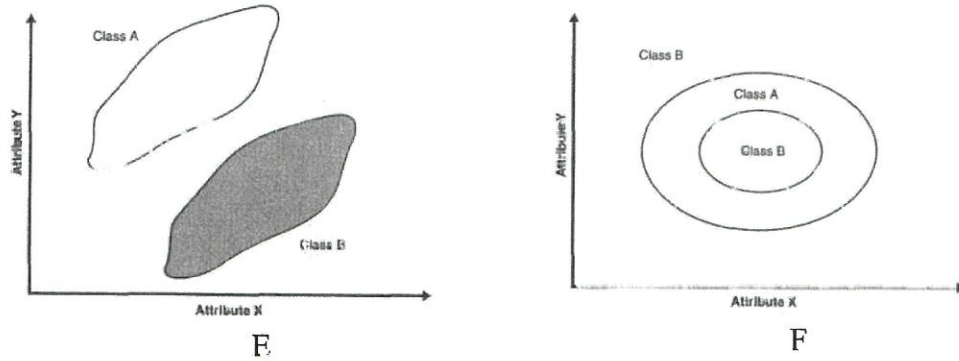 Class A
Attribute Y
Class B
Attribute X
E
Class B
Class A
Class B
Attribute Y
Attribute X
F